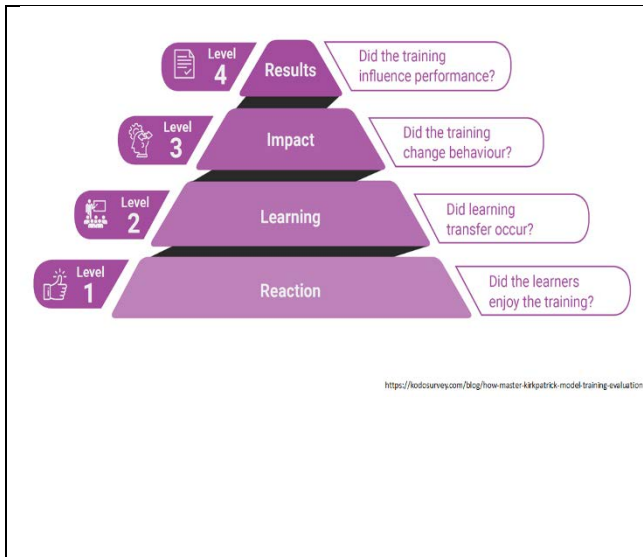 Level
4
Results
Did the training
influence performance?
Level
3
Impact
Did the training
change behaviour?
Level
2
Learning
Did learning
transfer occur?
Level
1
Reaction
Did the learners
enjoy the training?
https://kodosurvey.com/blog/how-master-kirkpatrick-model-training-evaluation